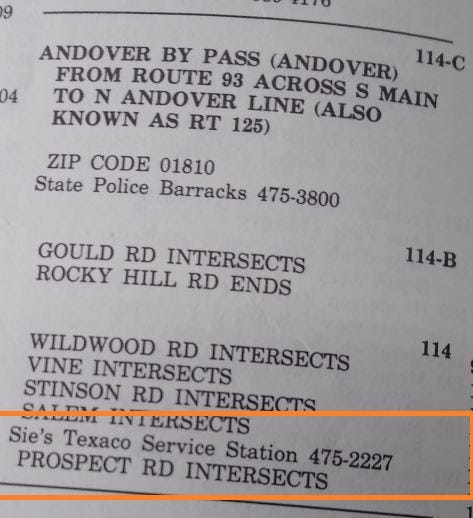 09
4176
ANDOVER BY PASS (ANDOVER) 114-C
FROM ROUTE 93 ACROSS S MAIN
04 TO N ANDOVER LINE (ALSO
KNOWN AS RT 125)
ZIP CODE 01810
State Police Barracks 475-3800
GOULD RD INTERSECTS 114-B
ROCKY HILL RD ENDS
WILDWOOD RD INTERSECTS 114
VINE INTERSECTS
STINSON RD INTERSECTS
SALEM INTERSECTS
Sie's Texaco Service Station 475-2227
PROSPECT RD INTERSECTS